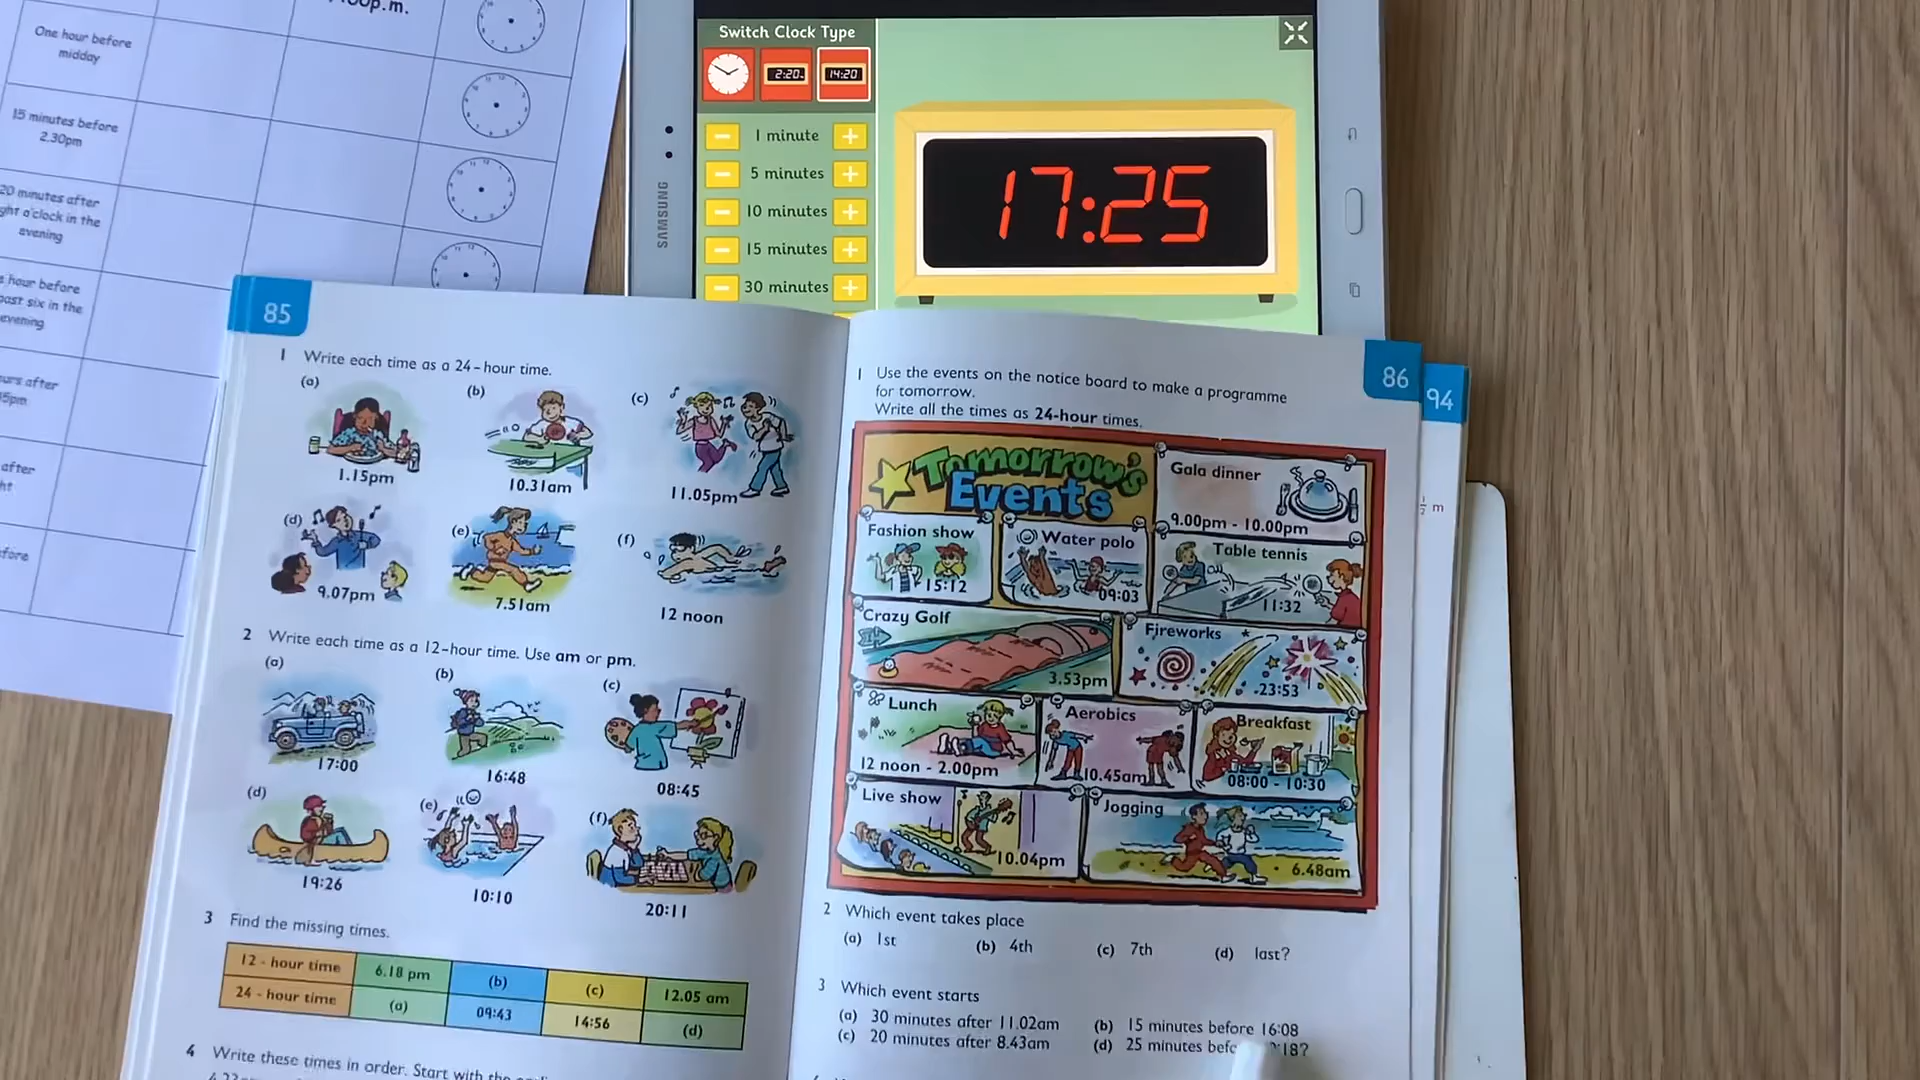 00p.m.
One hour before
midday
15 minutes before
2.30pm
20 minutes after
ght o'clock in the
evening
hour before
past six in the
evening
urs after
5pm
after
ht
fore
SAMSUNG
Switch Clock Type
2:20
14:20
1 minute
5 minutes
10 minutes
15 minutes
30 minutes
17:25
85
1 Write each time as a 24-hour time.
(a) (b) (c)
1.15pm 10.31am 11.05pm
(d) (e) (f)
9.07pm 7.51am 12 noon
2 Write each time as a 12-hour time. Use am or pm.
(a) (b) (c)
17:00 16:48 08:45
(d) (e) (f)
19:26 10:10 20:11
3 Find the missing times.
12-hour time 6.18 pm (b) (c) 12.05 am
24-hour time (a) 09:43 14:56 (d)
4 Write these times in order. Start with the
86
94
1/2 m
1 Use the events on the notice board to make a programme
for tomorrow.
Write all the times as 24-hour times.
Tomorrow's
Events
Gala dinner
9.00pm - 10.00pm
Fashion show
15:12
Water polo
09:03
Table tennis
11:32
Crazy Golf
3.53pm
Fireworks
23:53
Lunch
12 noon - 2.00pm
Aerobics
10.45am
Breakfast
08:00 - 10:30
Live show
10.04pm
Jogging
6.48am
2 Which event takes place
(a) 1st (b) 4th (c) 7th (d) last?
3 Which event starts
(a) 30 minutes after 11.02am (b) 15 minutes before 16:08
(c) 20 minutes after 8.43am (d) 25 minutes befo :18?